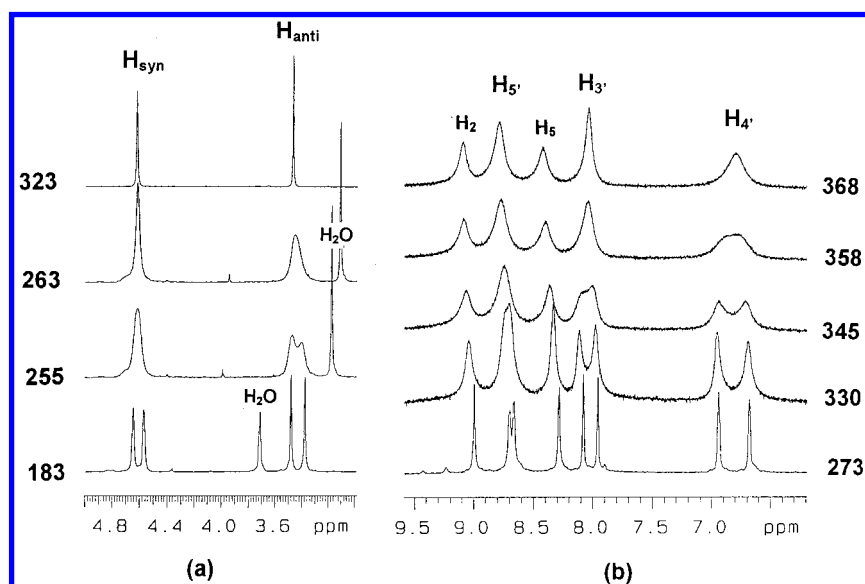 H_syn
H_anti
323
263
H2O
255
H2O
183
4.8 4.4 4.0 3.6 ppm
(a)
H2
H5'
H5
H3'
H4'
368
358
345
330
273
9.5 9.0 8.5 8.0 7.5 7.0 ppm
(b)